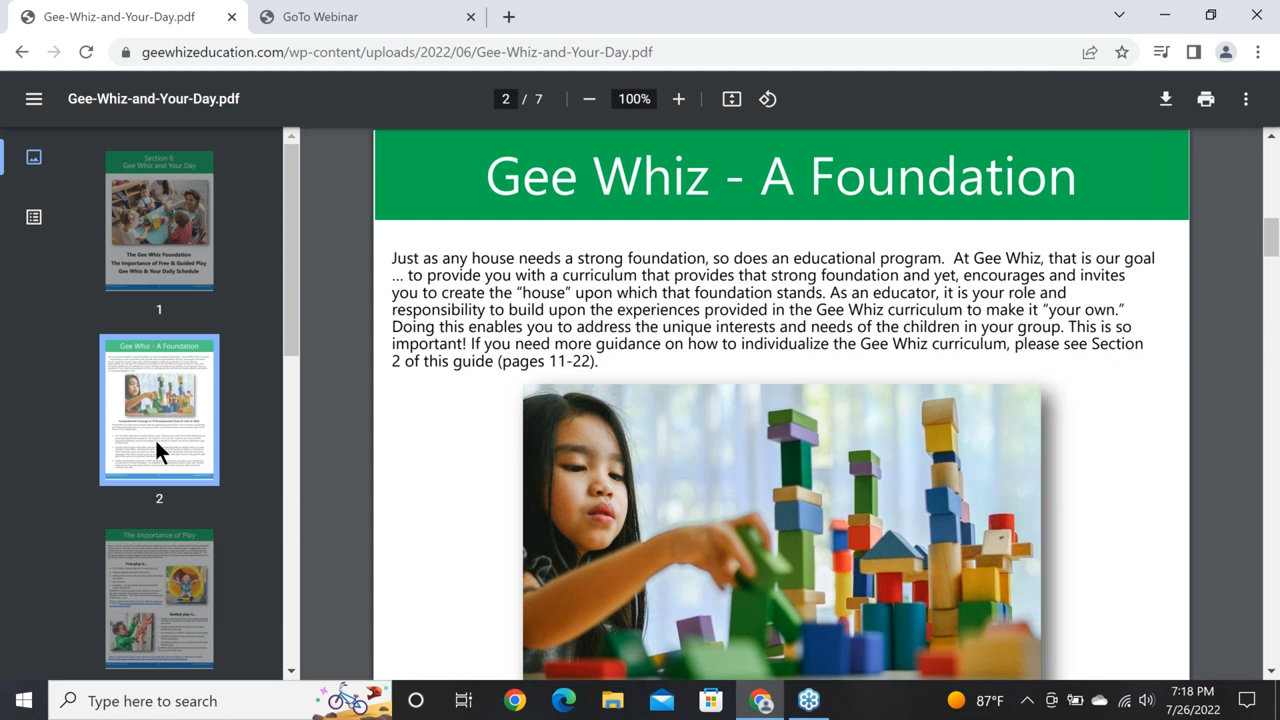 Gee-Whiz-and-Your-Day.pdf
GoTo Webinar
geewhizeducation.com/wp-content/uploads/2022/06/Gee-Whiz-and-Your-Day.pdf
Gee-Whiz-and-Your-Day.pdf
2 / 7
100%
Section 6:
Gee Whiz and Your Day
The Gee Whiz Foundation
The Importance of Free & Guided Play
Gee Whiz & Your Daily Schedule
1
Gee Whiz - A Foundation
2
The Importance of Play
Free play is...
Guided play is...
Gee Whiz - A Foundation
Just as any house needs a strong foundation, so does an educational program. At Gee Whiz, that is our goal
... to provide you with a curriculum that provides that strong foundation and yet, encourages and invites
you to create the “house” upon which that foundation stands. As an educator, it is your role and
responsibility to build upon the experiences provided in the Gee Whiz curriculum to make it “your own.”
Doing this enables you to address the unique interests and needs of the children in your group. This is so
important! If you need more guidance on how to individualize the Gee Whiz curriculum, please see Section
2 of this guide (pages 11-22).
Type here to search
87°F
7:18 PM
7/26/2022